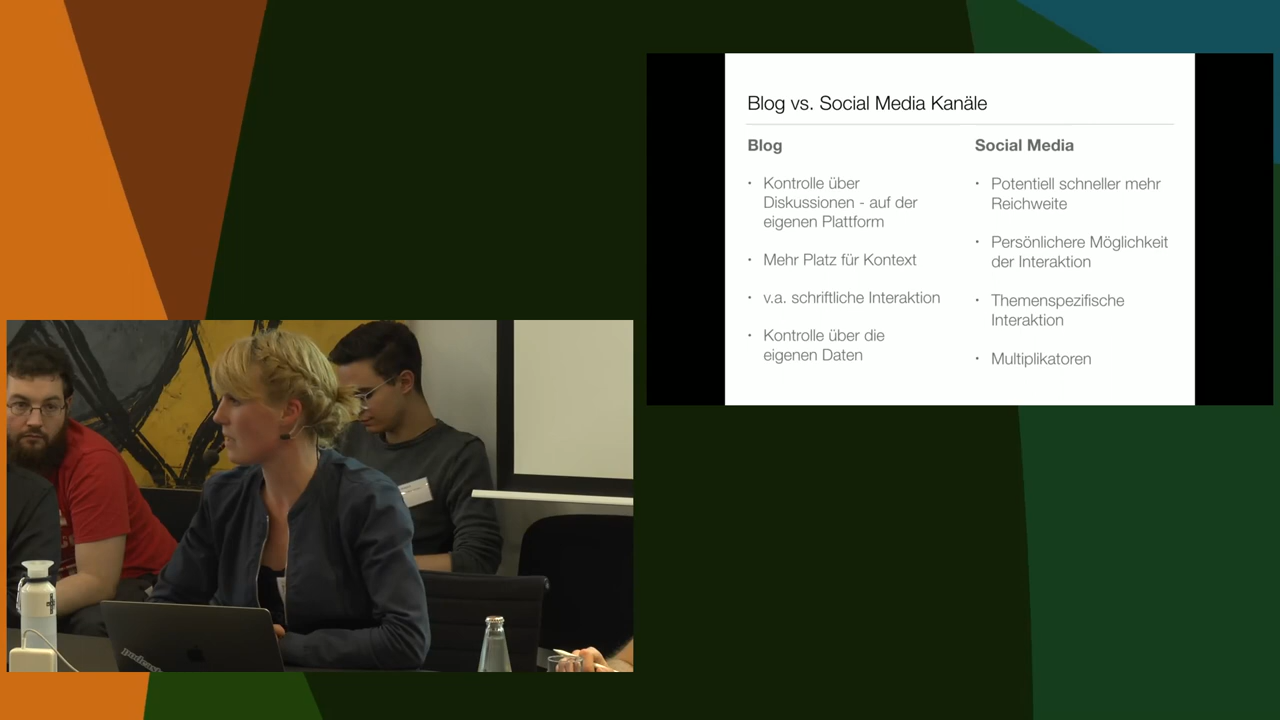 Blog vs. Social Media Kanäle
Blog
• Kontrolle über
Diskussionen - auf der
eigenen Plattform
• Mehr Platz für Kontext
• v.a. schriftliche Interaktion
• Kontrolle über die
eigenen Daten
Social Media
• Potentiell schneller mehr
Reichweite
• Persönlichere Möglichkeit
der Interaktion
• Themenspezifische
Interaktion
• Multiplikatoren